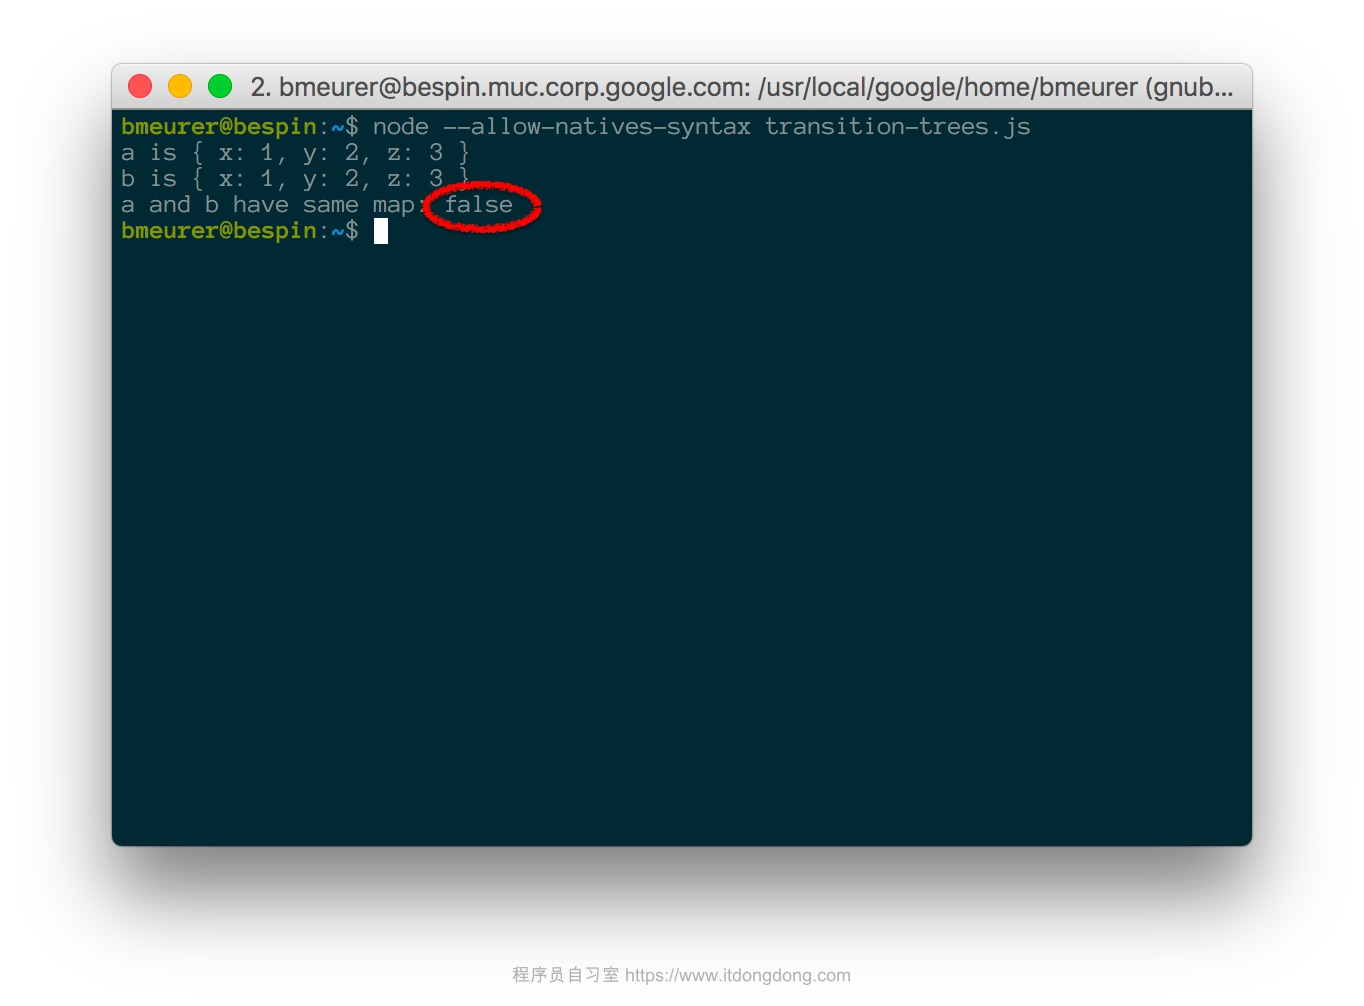 2. bmeurer@bespin.muc.corp.google.com: /usr/local/google/home/bmeurer (gnub...
bmeurer@bespin:~$ node --allow-natives-syntax transition-trees.js
a is { x: 1, y: 2, z: 3 }
b is { x: 1, y: 2, z: 3 }
a and b have same map: false
bmeurer@bespin:~$
程序员自习室 https://www.itdongdong.com